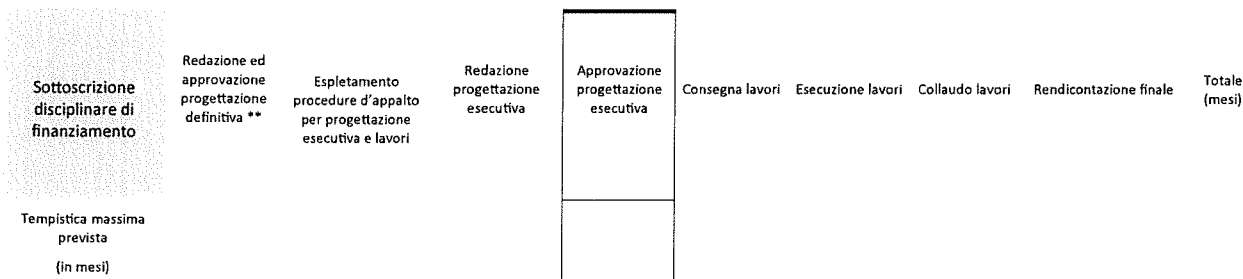 Sottoscrizione
disciplinare di
finanziamento
Redazione ed
approvazione
progettazione
definitiva **
Espletamento
procedure d'appalto
per progettazione
esecutiva e lavori
Redazione
progettazione
esecutiva
Approvazione
progettazione
esecutiva
Consegna lavori
Esecuzione lavori
Collaudo lavori
Rendicontazione finale
Totale
(mesi)
Tempistica massima
prevista
(in mesi)